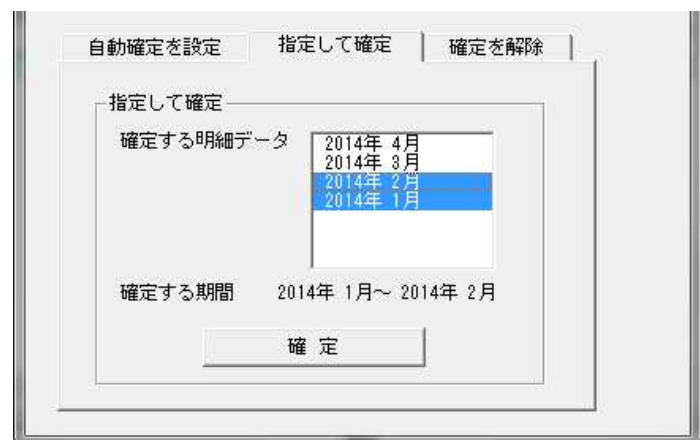 自動確定を設定 指定して確定 確定を解除
指定して確定
確定する明細データ 2014年 4月
2014年 3月
2014年 2月
2014年 1月
確定する期間 2014年 1月～ 2014年 2月
確 定